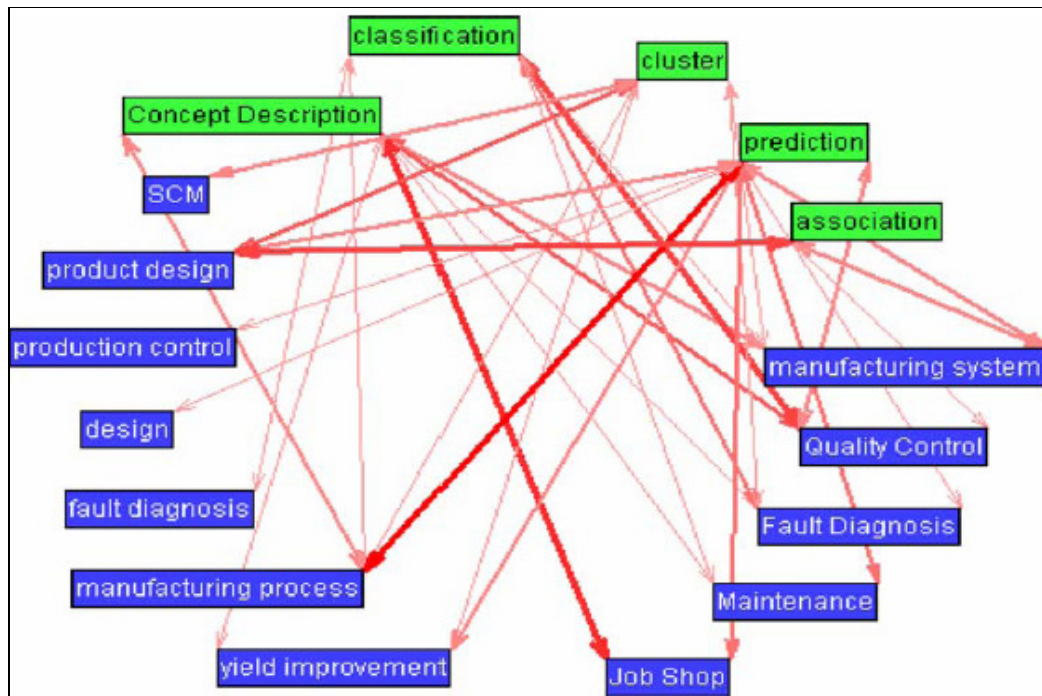 classification
cluster
Concept Description
prediction
SCM
association
product design
production control
manufacturing system
design
Quality Control
fault diagnosis
Fault Diagnosis
manufacturing process
Maintenance
yield improvement
Job Shop